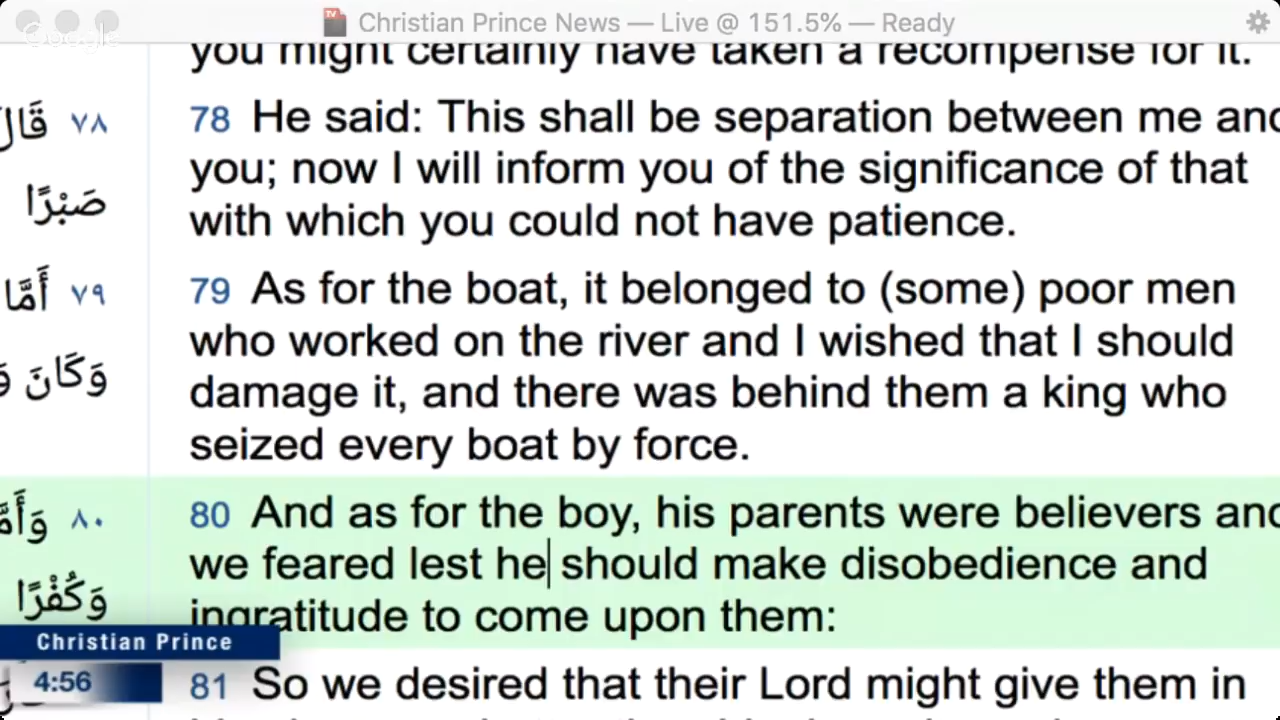 Christian Prince News — Live @ 151.5% — Ready
Google
you might certainly have taken a recompense for it.
78 He said: This shall be separation between me and
you; now I will inform you of the significance of that
with which you could not have patience.
٧٨ قَالَ
صَبْرًا
79 As for the boat, it belonged to (some) poor men
who worked on the river and I wished that I should
damage it, and there was behind them a king who
seized every boat by force.
٧٩ أَمَّا
وَكَانَ
80 And as for the boy, his parents were believers and
we feared lest he should make disobedience and
ingratitude to come upon them:
٨٠
وَكُفْرًا
Christian Prince
4:56
81 So we desired that their Lord might give them in